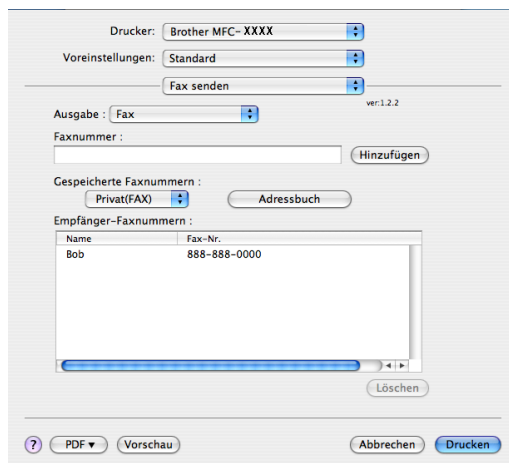 Drucker: Brother MFC-XXXX
Voreinstellungen: Standard
Fax senden
ver:1.2.2
Ausgabe : Fax
Faxnummer :
Hinzufügen
Gespeicherte Faxnummern :
Privat(FAX) Adressbuch
Empfänger-Faxnummern :
Name Fax-Nr.
Bob 888-888-0000
Löschen
? PDF ▼ Vorschau Abbrechen Drucken